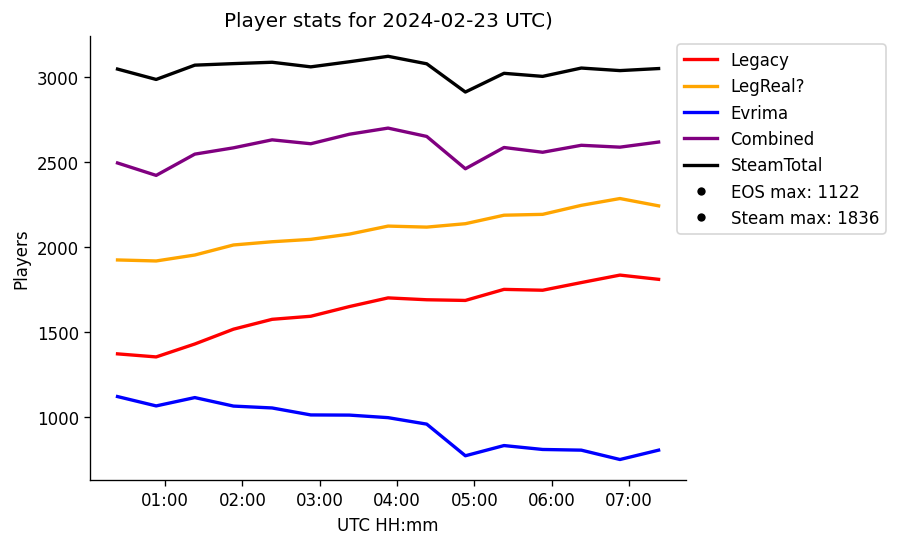 Player stats for 2024-02-23 UTC)
Legacy
LegReal?
Evrima
Combined
SteamTotal
EOS max: 1122
Steam max: 1836
Players
3000
2500
2000
1500
1000
01:00 02:00 03:00 04:00 05:00 06:00 07:00
UTC HH:mm